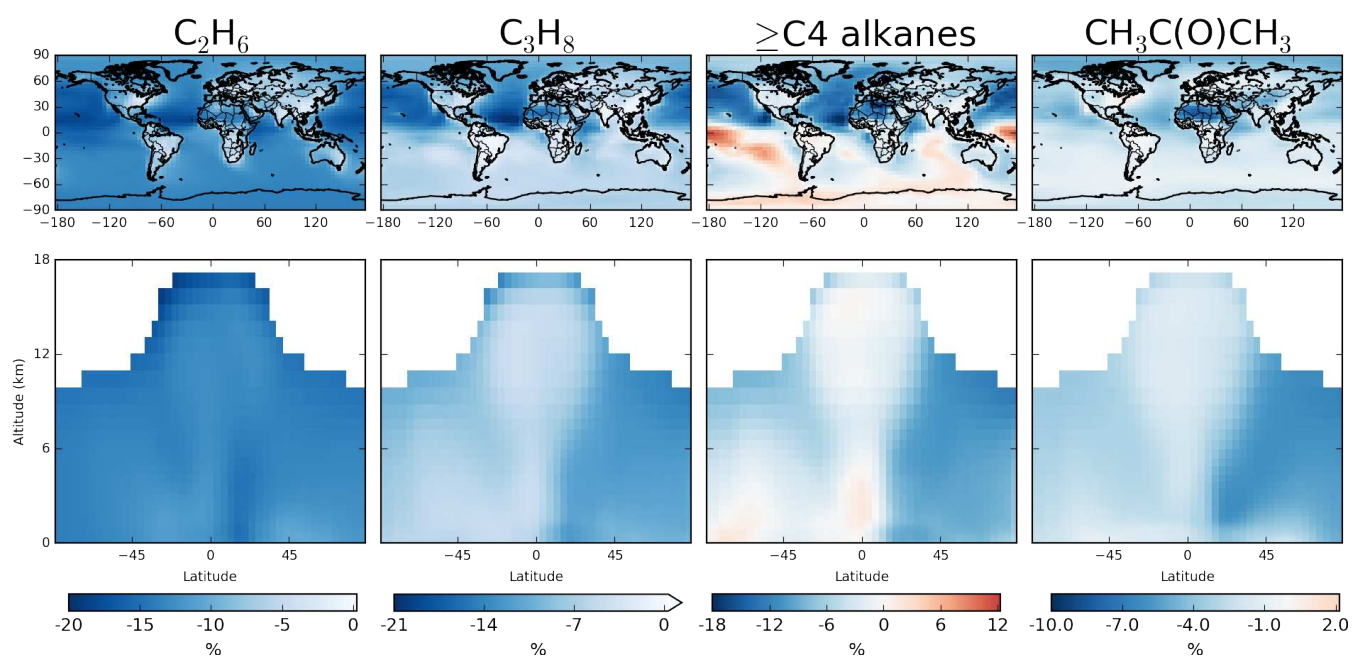 C₂H₆ C₃H₈ ≥C4 alkanes CH₃C(O)CH₃
90
60
30
0
−30
−60
−90
−180 −120 −60 0 60 120 −180 −120 −60 0 60 120 −180 −120 −60 0 60 120 −180 −120 −60 0 60 120
18
12
6
0
Altitude (km)
−45 0 45 −45 0 45 −45 0 45 −45 0 45
Latitude Latitude Latitude Latitude
-20 -15 -10 -5 0 -21 -14 -7 0 -18 -12 -6 0 6 12 -10.0 -7.0 -4.0 -1.0 2.0
% % % %